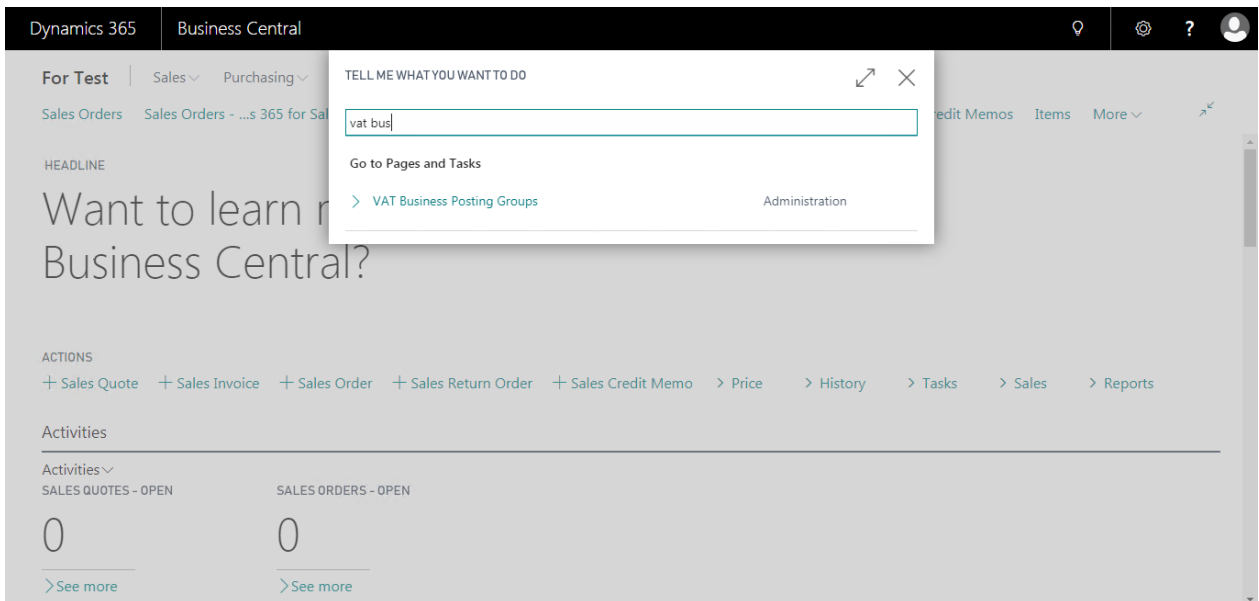 Dynamics 365 Business Central ?
For Test Sales Purchasing
Sales Orders Sales Orders - ...s 365 for Sal edit Memos Items More
TELL ME WHAT YOU WANT TO DO
vat bus
Go to Pages and Tasks
VAT Business Posting Groups Administration
HEADLINE
Want to learn
Business Central?
ACTIONS
+ Sales Quote + Sales Invoice + Sales Order + Sales Return Order + Sales Credit Memo > Price > History > Tasks > Sales > Reports
Activities
Activities
SALES QUOTES - OPEN SALES ORDERS - OPEN
0 0
>See more >See more